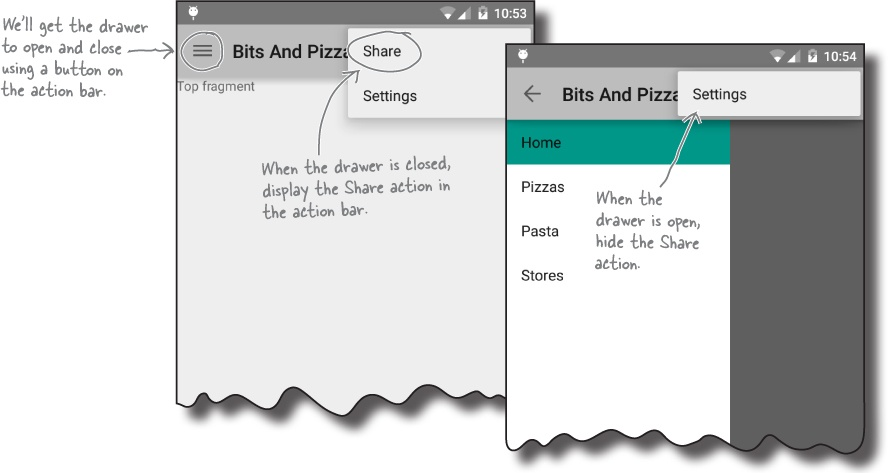 We'll get the drawer
to open and close
using a button on
the action bar.
10:53
Bits And Pizza
Share
Settings
Top fragment
When the drawer is closed,
display the Share action in
the action bar.
10:54
Bits And Pizza
Settings
Home
Pizzas
Pasta
Stores
When the
drawer is open,
hide the Share
action.